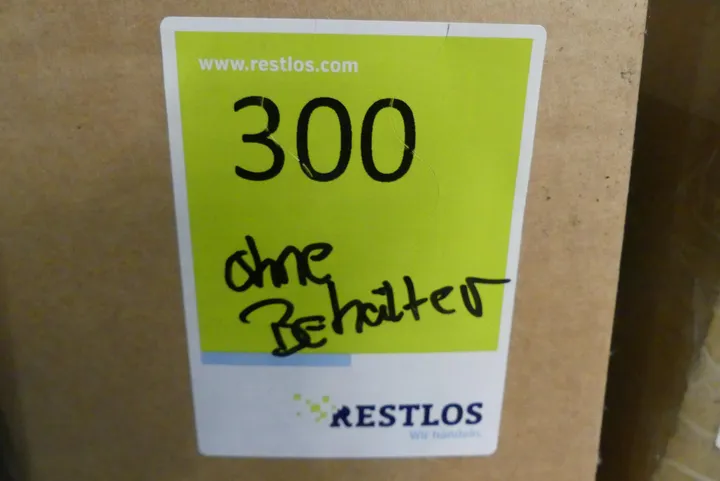 www.restlos.com
300
ohne
Behälter
RESTLOS
Wir handeln.